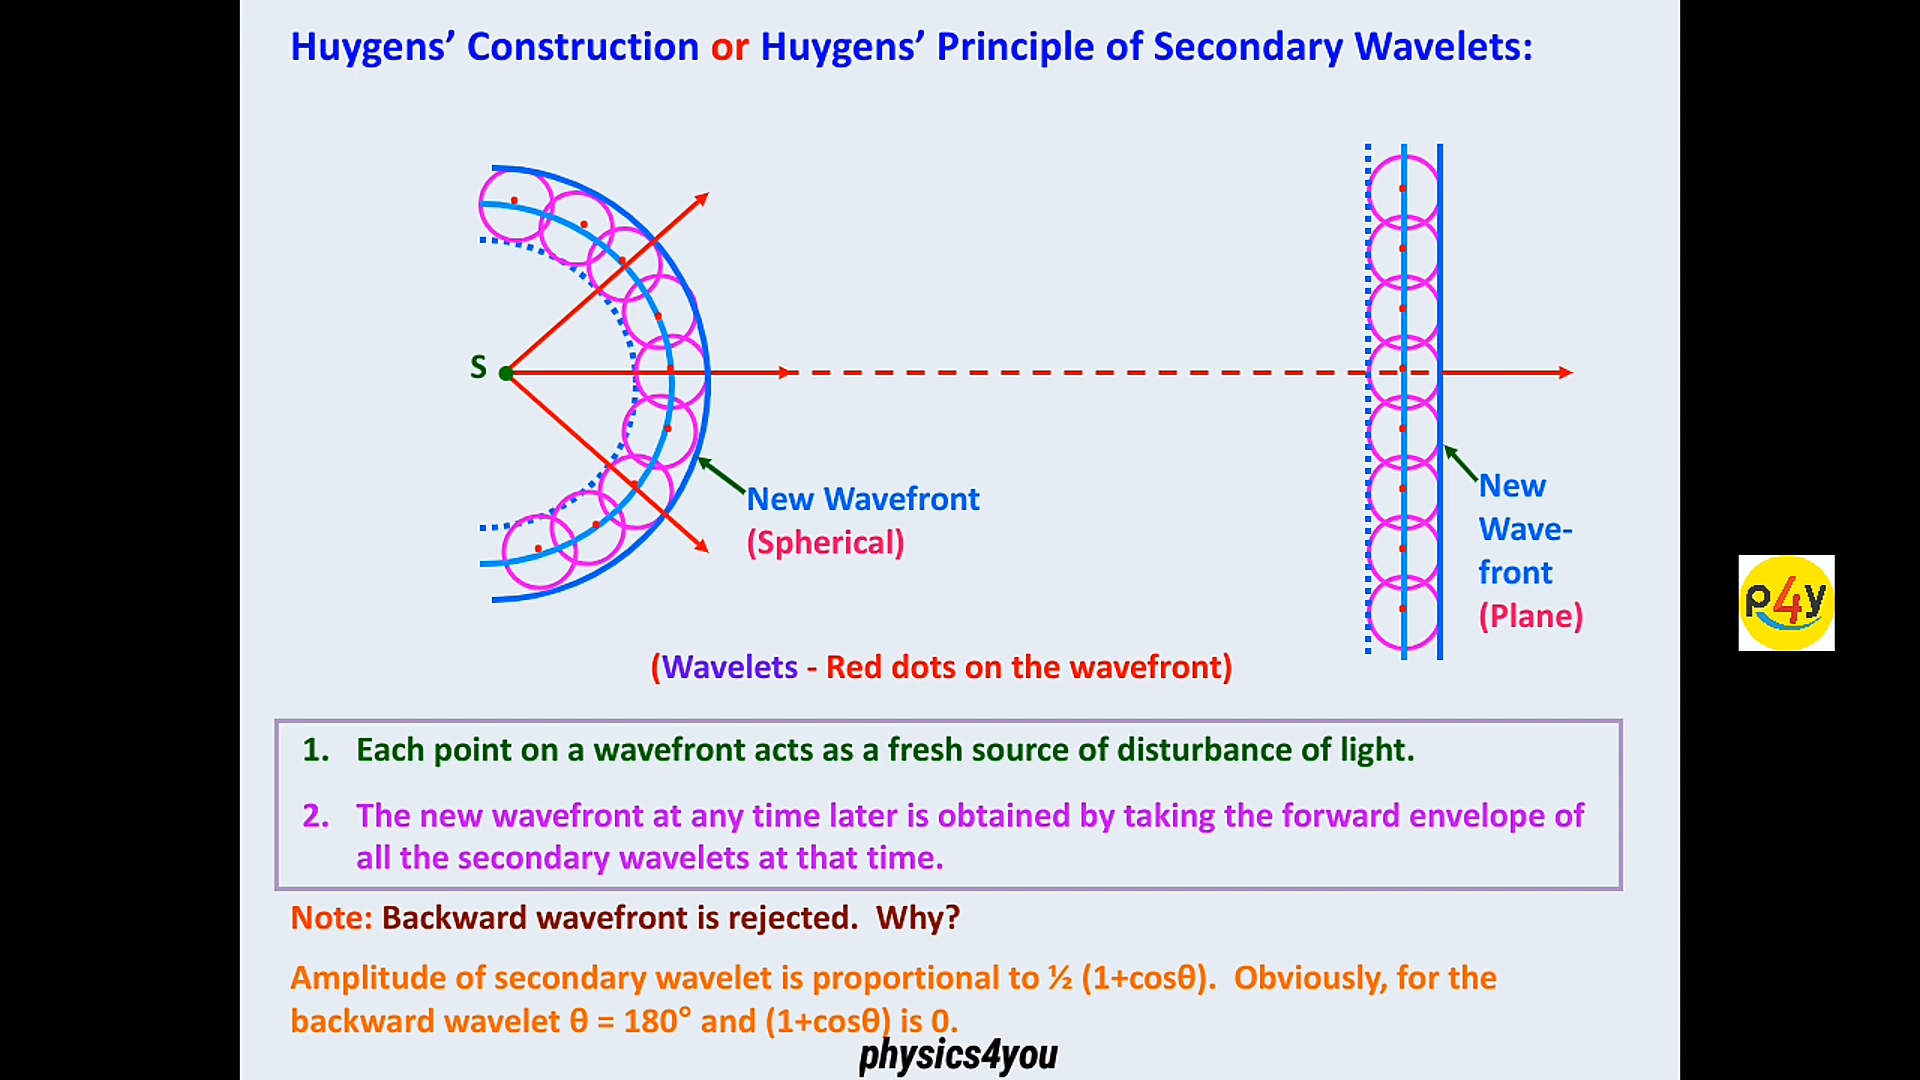 Huygens’ Construction or Huygens’ Principle of Secondary Wavelets:
S
New Wavefront
(Spherical)
New
Wave-
front
(Plane)
p4y
(Wavelets - Red dots on the wavefront)
1. Each point on a wavefront acts as a fresh source of disturbance of light.
2. The new wavefront at any time later is obtained by taking the forward envelope of
all the secondary wavelets at that time.
Note: Backward wavefront is rejected. Why?
Amplitude of secondary wavelet is proportional to ½ (1+cosθ). Obviously, for the
backward wavelet θ = 180° and (1+cosθ) is 0.
physics4you